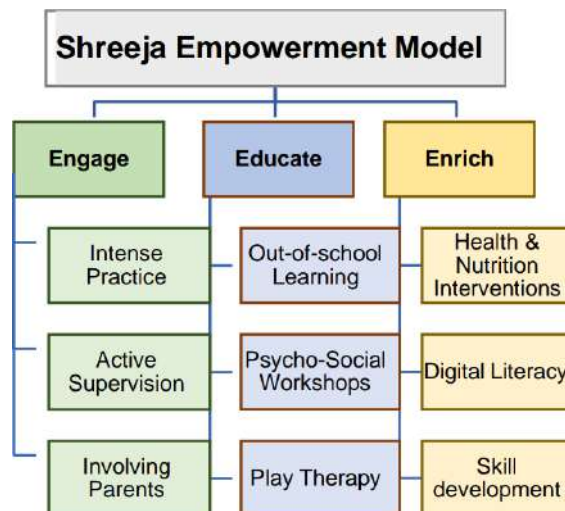 Shreeja Empowerment Model
Engage
Educate
Enrich
Intense
Practice
Out-of-school
Learning
Health &
Nutrition
Interventions
Active
Supervision
Psycho-Social
Workshops
Digital Literacy
Involving
Parents
Play Therapy
Skill
development